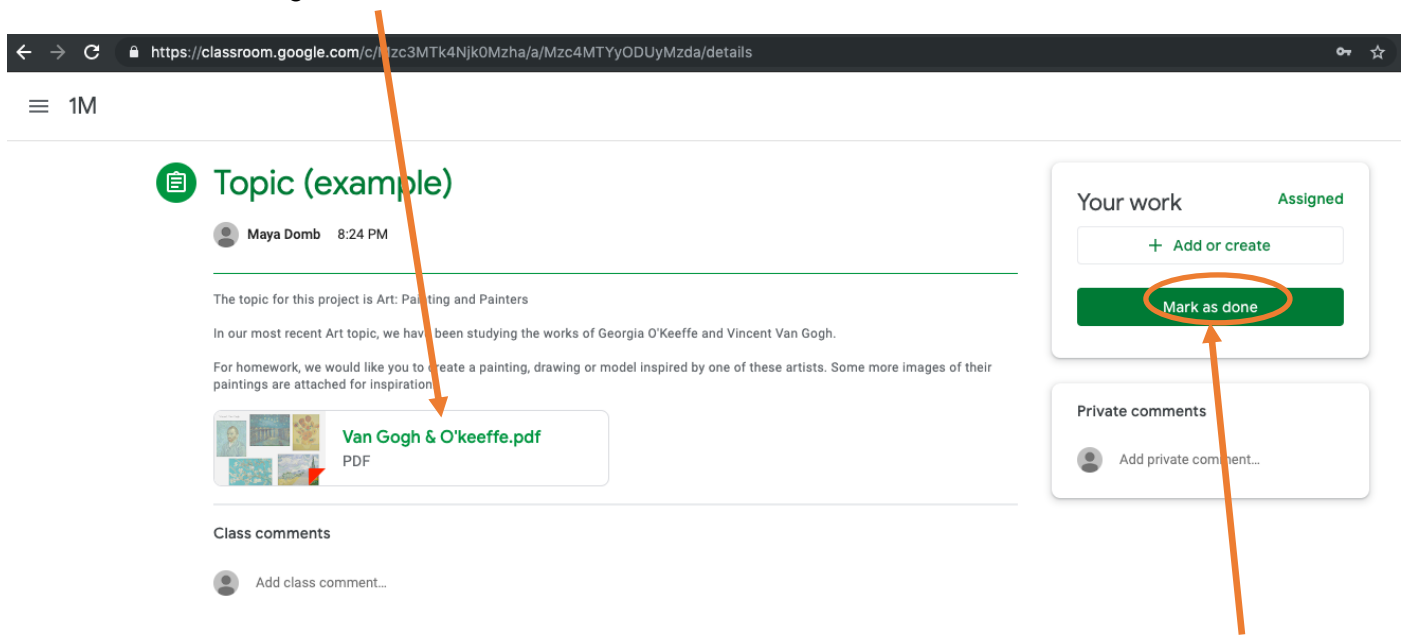 https://classroom.google.com/c/Mzc3MTk4Njk0Mzha/a/Mzc4MTYyODUyMzda/details
1M
Topic (example)
Maya Domb 8:24 PM
The topic for this project is Art: Painting and Painters
In our most recent Art topic, we have been studying the works of Georgia O'Keeffe and Vincent Van Gogh.
For homework, we would like you to create a painting, drawing or model inspired by one of these artists. Some more images of their
paintings are attached for inspiration
Van Gogh & O'keeffe.pdf
PDF
Class comments
Add class comment...
Your work Assigned
+ Add or create
Mark as done
Private comments
Add private comment...